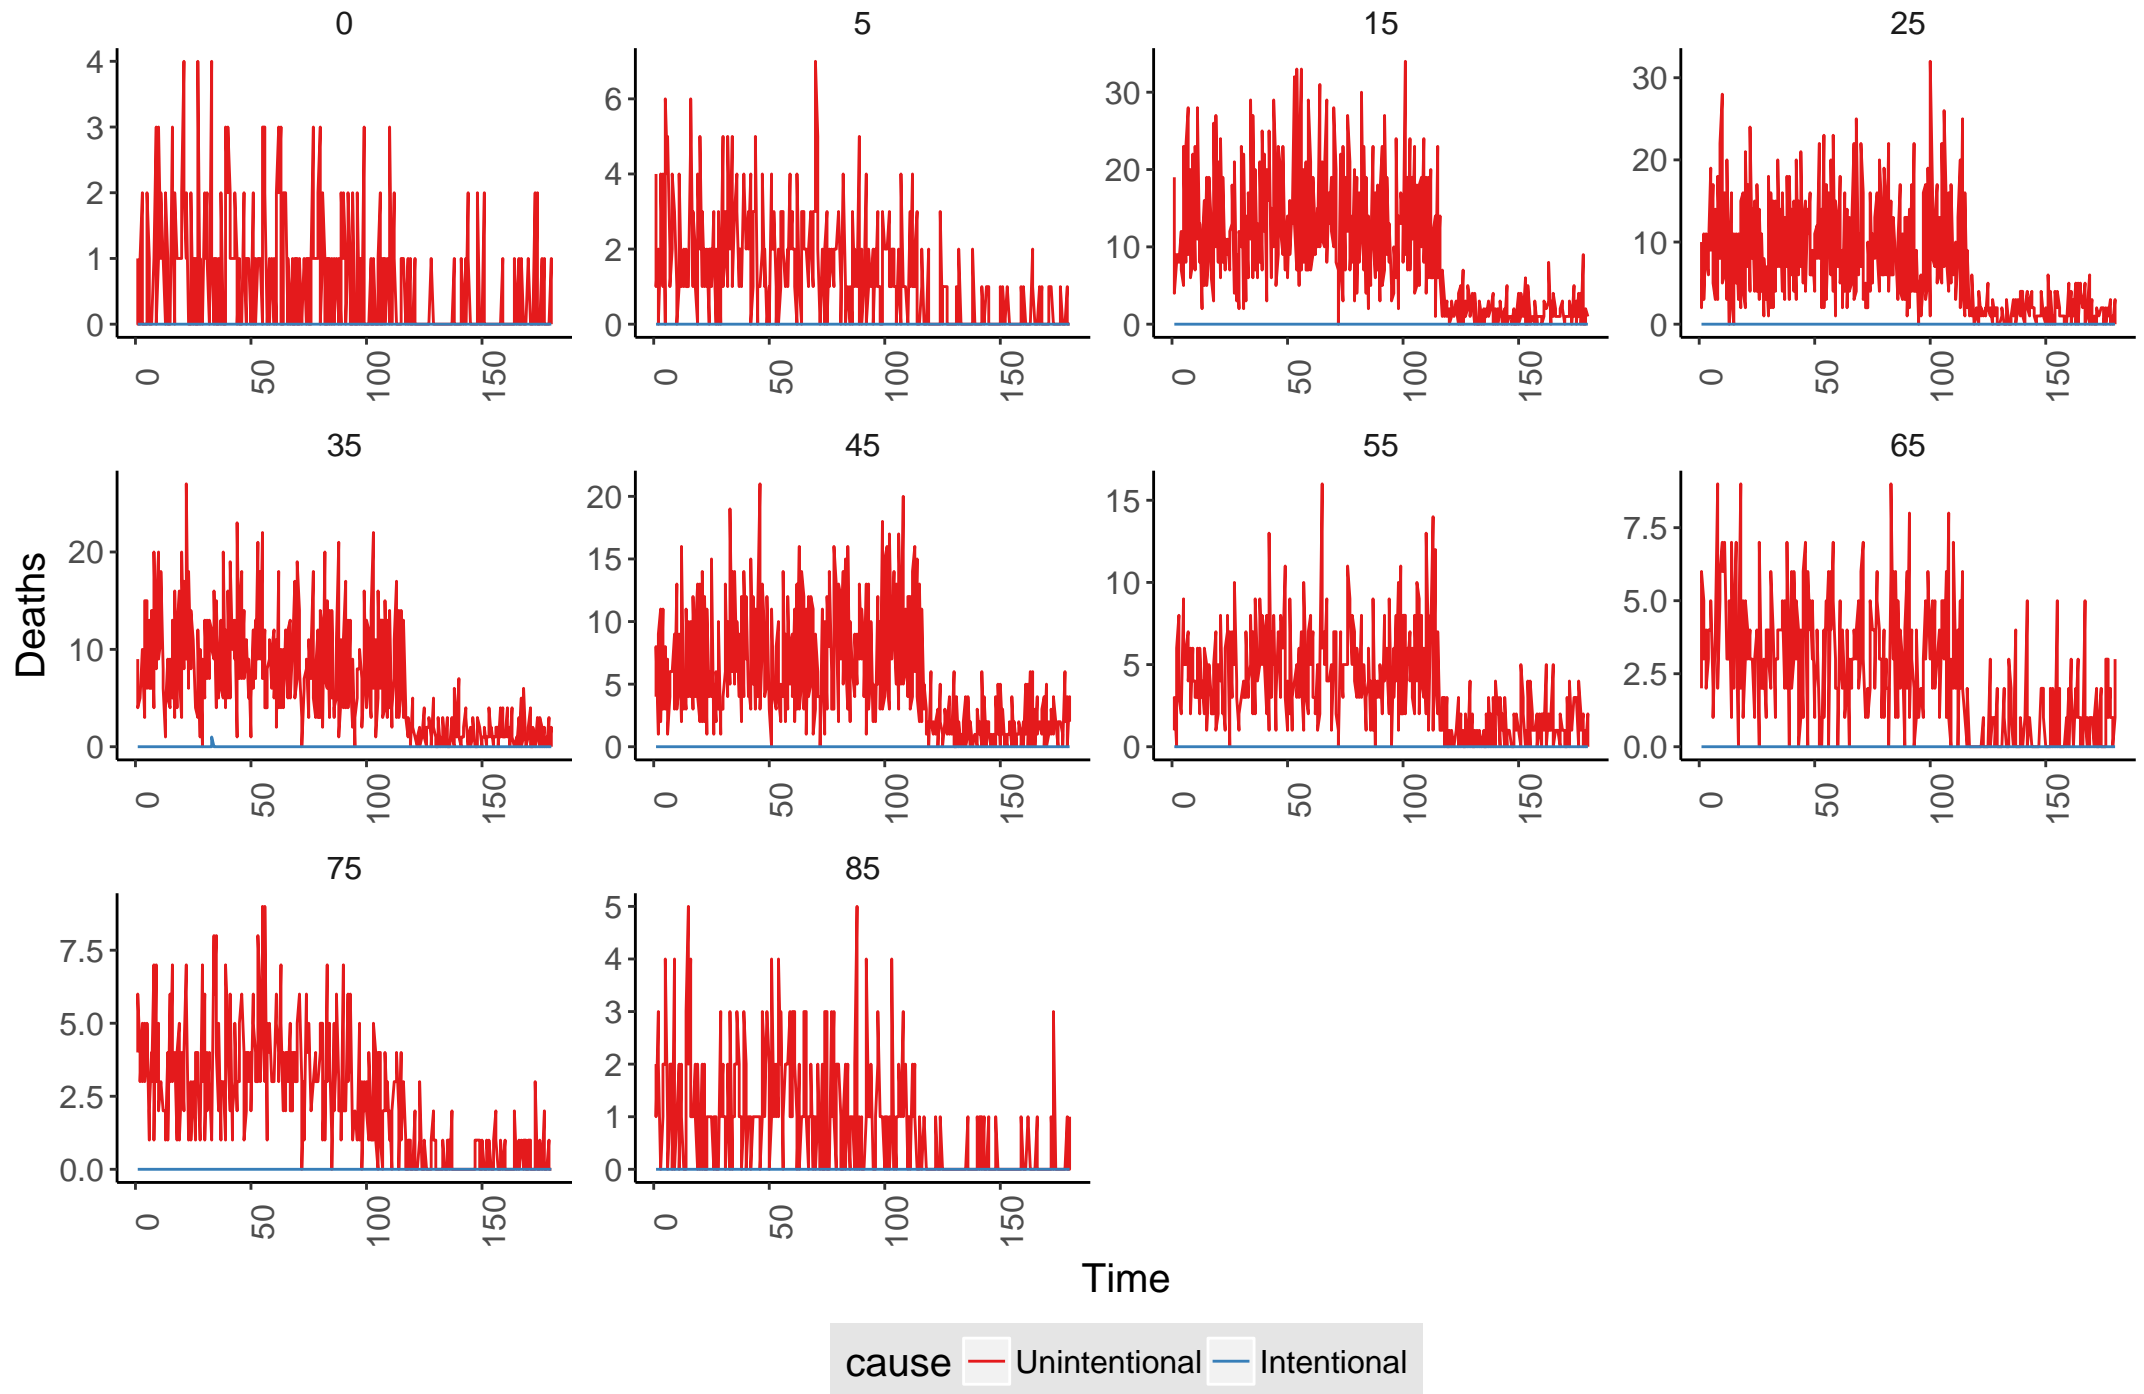 0 5 15 25
4 3 2 1 0
6 4 2 0
30 20 10 0
30 20 10 0
0 50 100 150 0 50 100 150 0 50 100 150 0 50 100 150
35 45 55 65
20 10 0
20 15 10 5 0
15 10 5 0
7.5 5.0 2.5 0.0
0 50 100 150 0 50 100 150 0 50 100 150 0 50 100 150
Deaths
75 85
7.5 5.0 2.5 0.0
5 4 3 2 1 0
0 50 100 150 0 50 100 150
Time
cause Unintentional Intentional